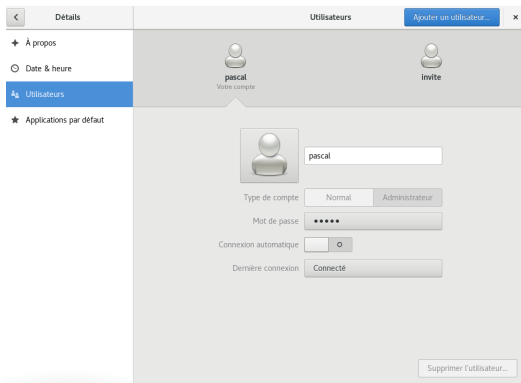 Détails
Utilisateurs
Ajouter un utilisateur...
À propos
Date & heure
Utilisateurs
Applications par défaut
pascal
Votre compte
invite
pascal
Type de compte
Normal
Administrateur
Mot de passe
•••••
Connexion automatique
Dernière connexion
Connecté
Supprimer l'utilisateur...